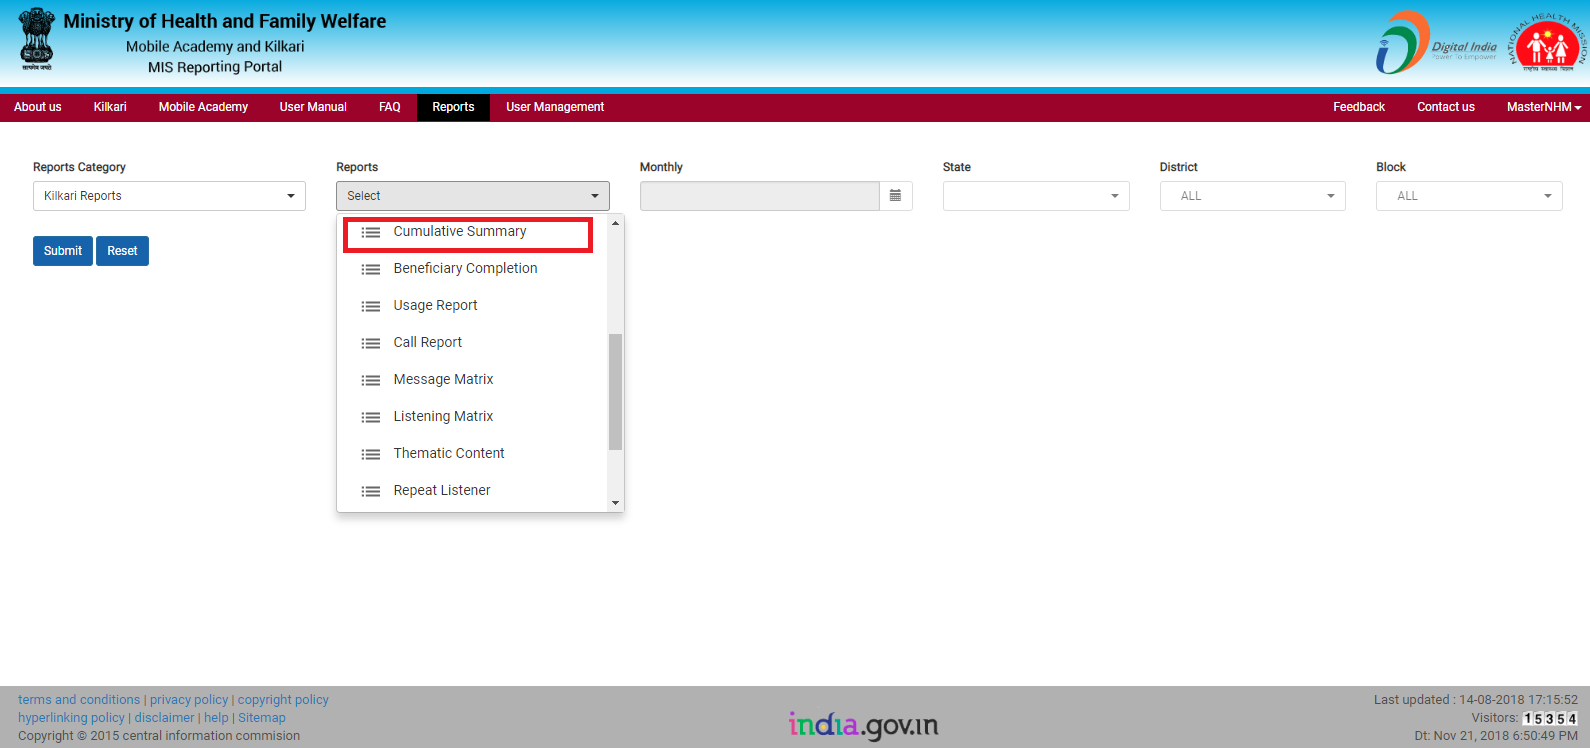 Ministry of Health and Family Welfare
Mobile Academy and Kilkari
MIS Reporting Portal
सत्यमेव जयते
Digital India
Power To Empower
NATIONAL HEALTH MISSION
राष्ट्रीय स्वास्थ्य मिशन
About us Kilkari Mobile Academy User Manual FAQ Reports User Management Feedback Contact us MasterNHM
Reports Category Reports Monthly State District Block
Kilkari Reports Select ALL ALL
Submit Reset
Cumulative Summary
Beneficiary Completion
Usage Report
Call Report
Message Matrix
Listening Matrix
Thematic Content
Repeat Listener
terms and conditions | privacy policy | copyright policy
hyperlinking policy | disclaimer | help | Sitemap
Copyright © 2015 central information commision
india.gov.in
Last updated : 14-08-2018 17:15:52
Visitors: 15354
Dt: Nov 21, 2018 6:50:49 PM